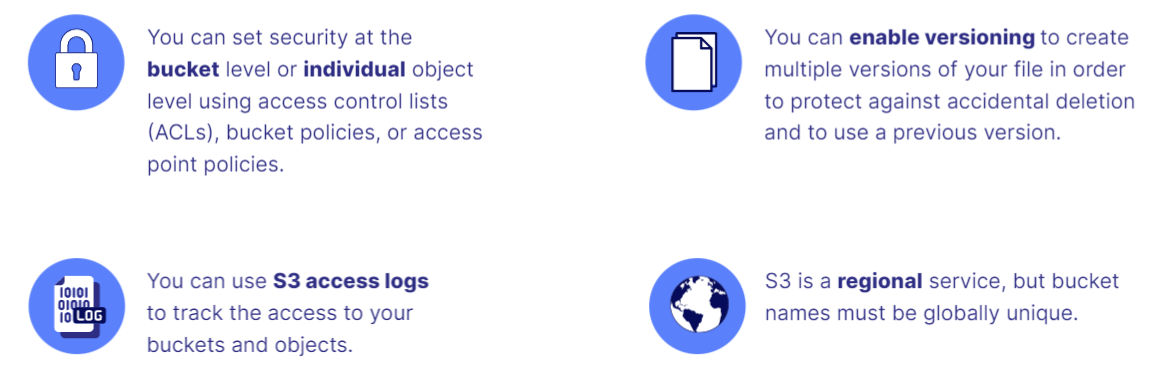 You can set security at the
bucket level or individual object
level using access control lists
(ACLs), bucket policies, or access
point policies.
You can enable versioning to create
multiple versions of your file in order
to protect against accidental deletion
and to use a previous version.
10101
01010
10 LOG
You can use S3 access logs
to track the access to your
buckets and objects.
S3 is a regional service, but bucket
names must be globally unique.